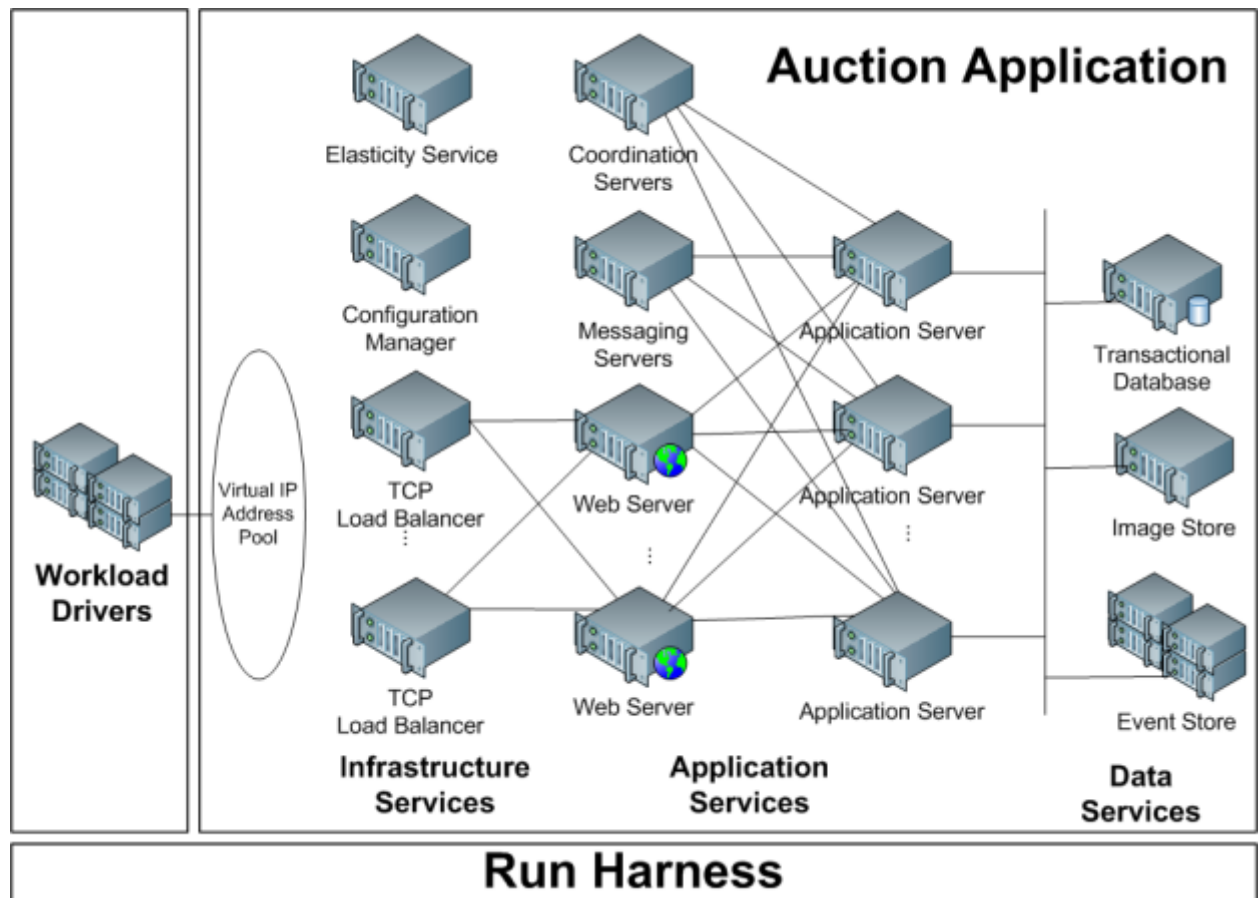 Auction Application
Elasticity Service
Coordination
Servers
Configuration
Manager
Messaging
Servers
Application Server
Transactional
Database
Virtual IP
Address
Pool
TCP
Load Balancer
Web Server
Application Server
Image Store
Workload
Drivers
TCP
Load Balancer
Web Server
Application Server
Event Store
Infrastructure
Services
Application
Services
Data
Services
Run Harness